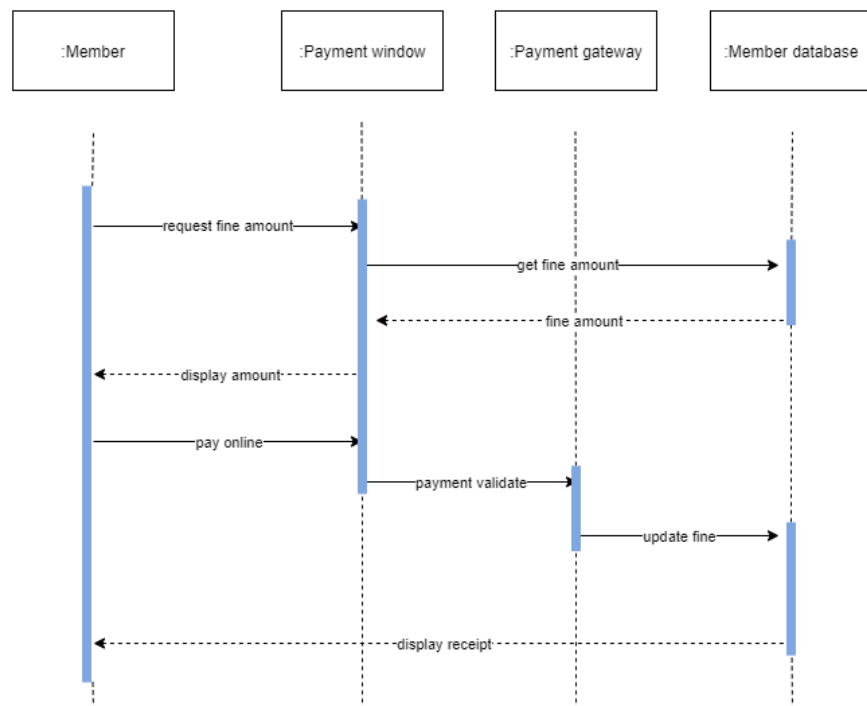 :Member
:Payment window
:Payment gateway
:Member database
request fine amount
get fine amount
fine amount
display amount
pay online
payment validate
update fine
display receipt